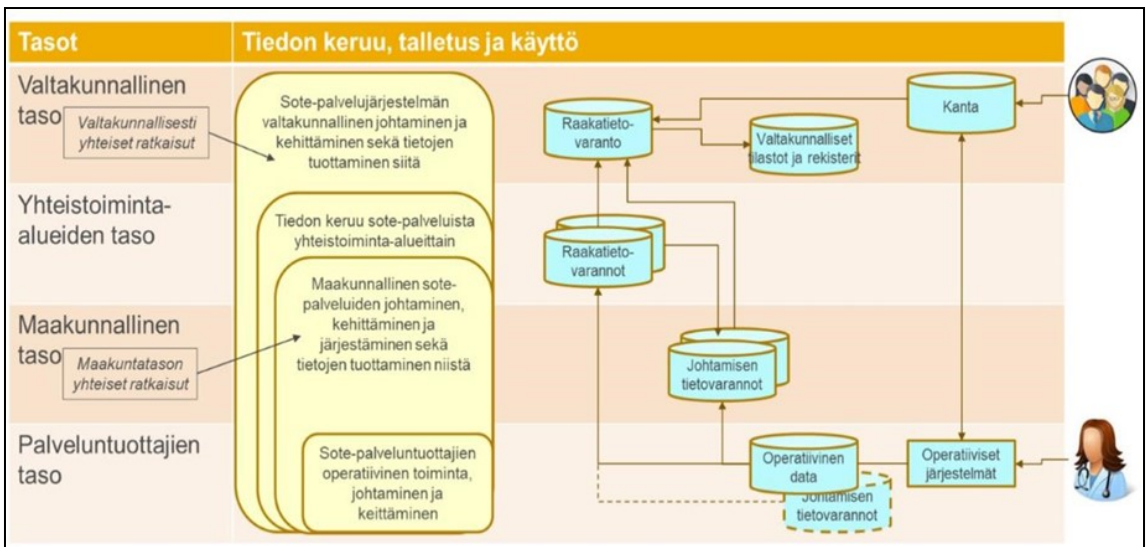 Tasot
Tiedon keruu, talletus ja käyttö
Valtakunnallinen
taso
Valtakunnallisesti
yhteiset ratkaisut
Sote-palvelujärjestelmän
valtakunnallinen johtaminen ja
kehittäminen sekä tietojen
tuottaminen siitä
Raakatieto-
varanto
Valtakunnalliset
tilastot ja rekisterit
Kanta
Yhteistoiminta-
alueiden taso
Tiedon keruu sote-palveluista
yhteistoiminta-alueittain
Raakatieto-
varannot
Maakunnallinen
taso
Maakuntatason
yhteiset ratkaisut
Maakunnallinen sote-
palveluiden johtaminen,
kehittäminen ja
järjestäminen sekä
tietojen tuottaminen niistä
Johtamisen
tietovarannot
Palveluntuottajien
taso
Sote-palveluntuottajien
operatiivinen toiminta,
johtaminen ja
keittäminen
Operatiivinen
data
Johtamisen
tietovarannot
Operatiiviset
järjestelmät